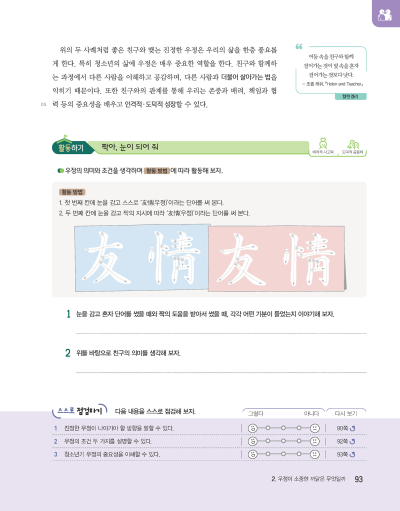 위의 두 사례처럼 좋은 친구와 맺는 진정한 우정은 우리의 삶을 한층 풍요롭
게 한다. 특히 청소년의 삶에서 우정은 매우 중요한 역할을 한다. 친구와 함께하
는 과정에서 다른 사람을 이해하고 공감하며, 다른 사람과 더불어 살아가는 법을
익히기 때문이다. 또한 친구와의 관계를 통해 우리는 존중과 배려, 책임과 협
05 력 등의 중요성을 배우고 인격적·도덕적 성장할 수 있다.
어둠 속을 친구와 함께
걸어가는 것이 빛 속을 혼자
걸어가는 것보다 낫다.
활동하기 짝아, 눈이 되어 줘
우정의 의미와 조건을 생각하며 활동 방법에 따라 활동해 보자.
활동 방법
1. 첫 번째 칸에 눈을 감고 스스로 '友情(우정)'이라는 단어를 써 본다.
2. 두 번째 칸에 눈을 감고 짝의 지시에 따라 '友情(우정)'이라는 단어를 써 본다.
友情 友情
1 눈을 감고 혼자 단어를 썼을 때와 짝의 도움을 받아서 썼을 때, 각각 어떤 기분이 들었는지 이야기해 보자.
2 위를 바탕으로 친구의 의미를 생각해 보자.
스스로 점검하기 다음 내용을 스스로 점검해 보자. 그렇다 아니다 다시 보기
1 진정한 우정이 나아가야 할 방향을 말할 수 있다. 90쪽
2 우정의 조건 두 가지를 설명할 수 있다. 92쪽
3 청소년기 우정의 중요성을 이해할 수 있다. 93쪽
2. 우정이 소중한 까닭은 무엇일까 93